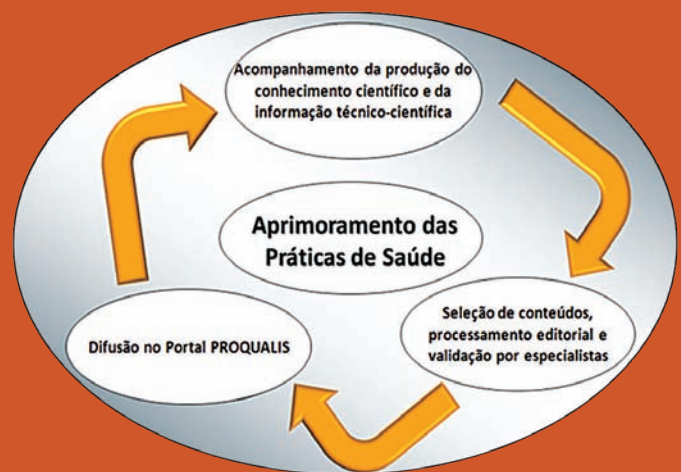 Acompanhamento da produção do
conhecimento científico e da
informação técnico-científica
Aprimoramento das
Práticas de Saúde
Seleção de conteúdos,
processamento editorial e
validação por especialistas
Difusão no Portal PROQUALIS